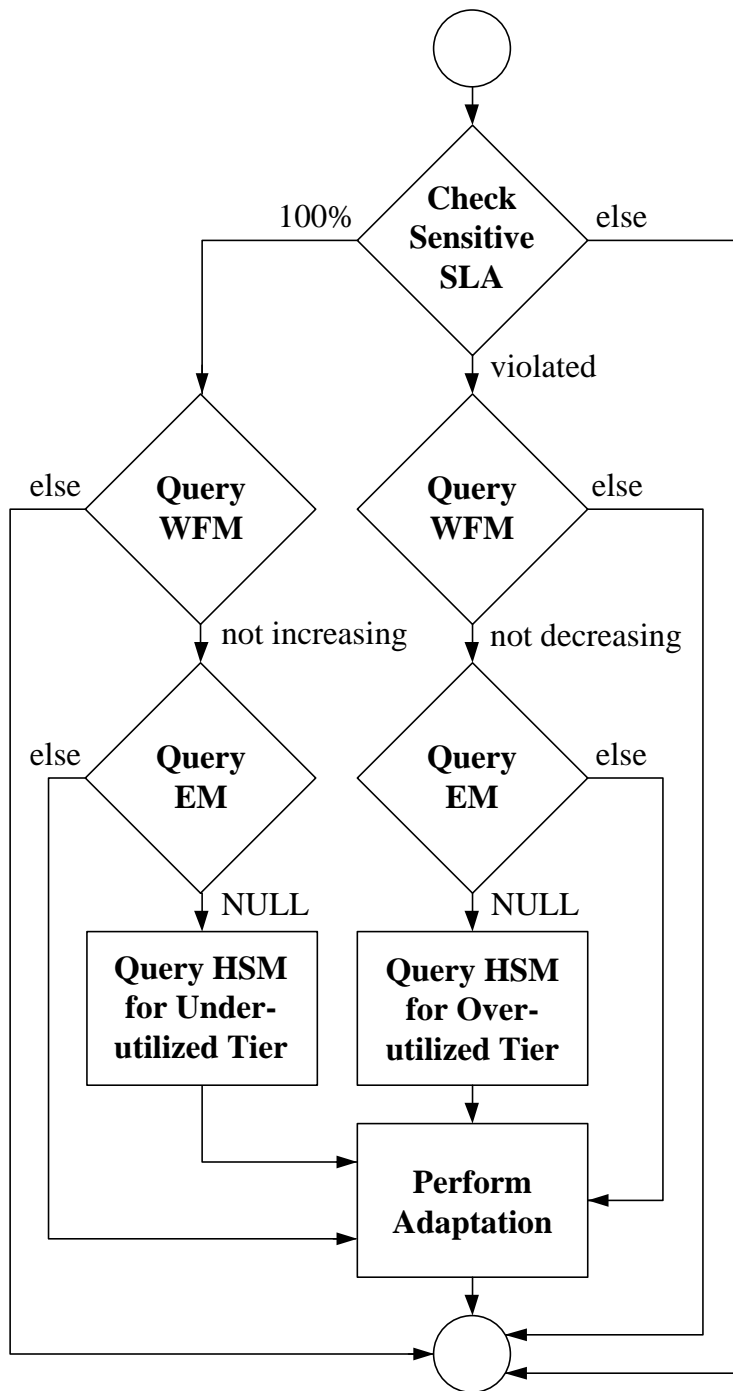 Check
Sensitive
SLA
100%
else
violated
Query
WFM
else
Query
WFM
else
not increasing
not decreasing
Query
EM
else
Query
EM
else
NULL
NULL
Query HSM
for Under-
utilized Tier
Query HSM
for Over-
utilized Tier
Perform
Adaptation